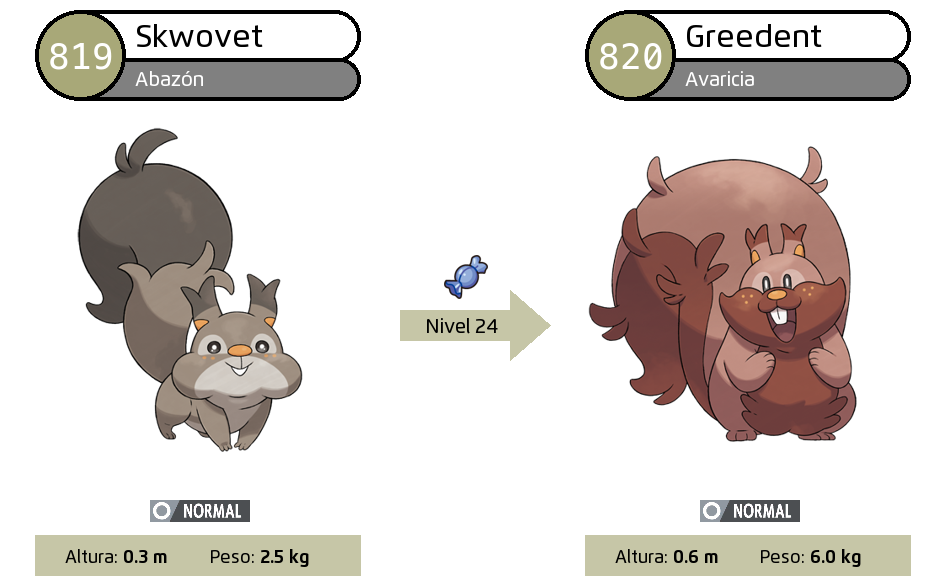 819 Skwovet
Abazón
820 Greedent
Avaricia
Nivel 24
NORMAL
NORMAL
Altura: 0.3 m Peso: 2.5 kg
Altura: 0.6 m Peso: 6.0 kg